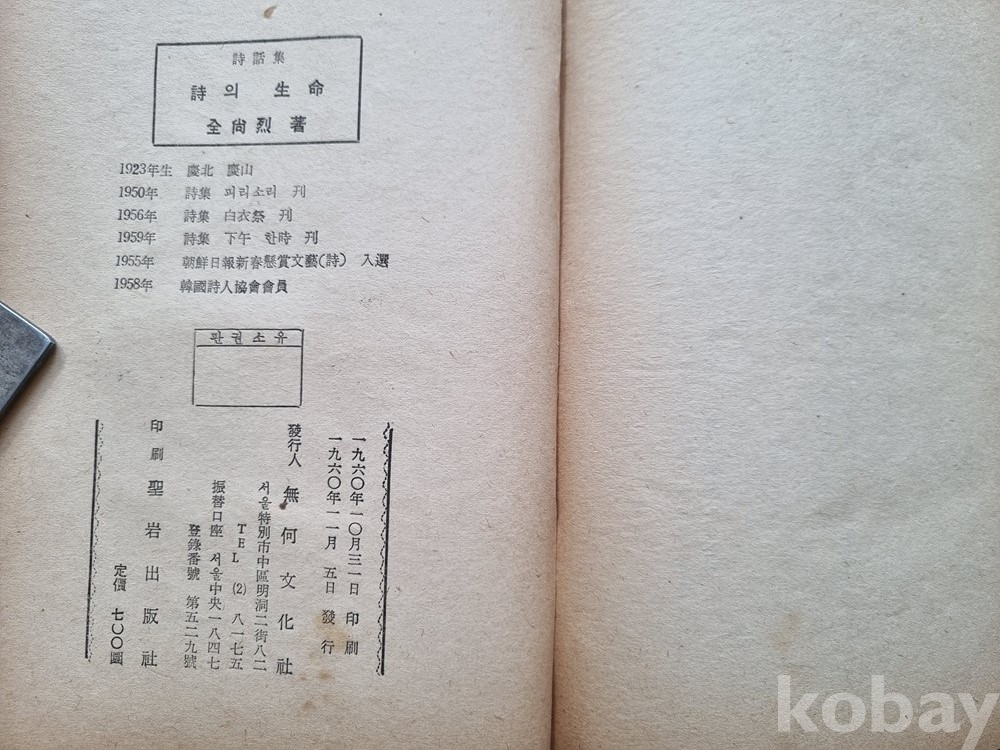 詩話集
詩의 生命
全尙烈 著
1923年生 慶北 慶山
1950年 詩集 피리소리 刊
1956年 詩集 白衣祭 刊
1959年 詩集 下午 한時 刊
1955年 朝鮮日報新春懸賞文藝(詩) 入選
1958年 韓國詩人協會會員
판권소유
一九六〇年一〇月三一日 印刷
一九六〇年一一月 五日 發行
發行人 無何文化社
서울特別市中區明洞二街八二
TEL (2) 八一七五
振替口座 서울中央一八四七
登錄番號 第五二九號
印刷 聖岩出版社
定價 七〇〇圜
kobay